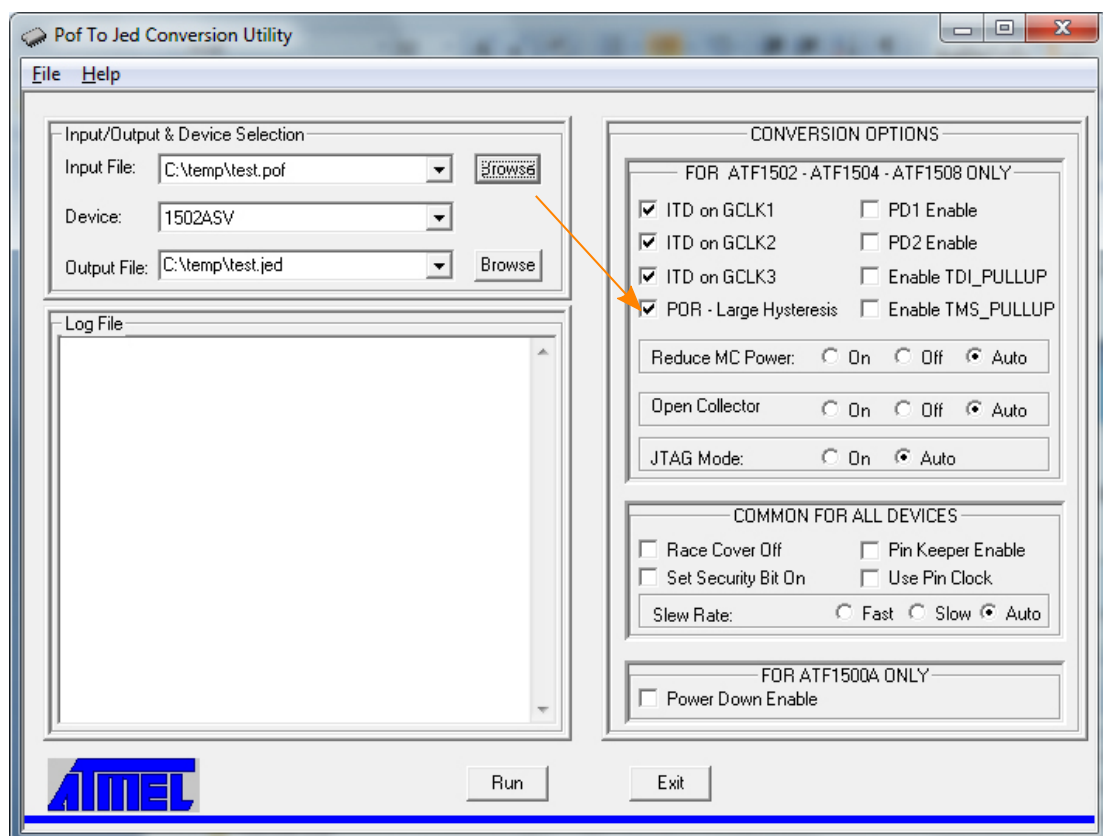 Pof To Jed Conversion Utility
File Help
Input/Output & Device Selection
Input File: C:\temp\test.pof Browse
Device: 1502ASV
Output File: C:\temp\test.jed Browse
Log File
CONVERSION OPTIONS
FOR ATF1502 - ATF1504 - ATF1508 ONLY
ITD on GCLK1 PD1 Enable
ITD on GCLK2 PD2 Enable
ITD on GCLK3 Enable TDI_PULLUP
POR - Large Hysteresis Enable TMS_PULLUP
Reduce MC Power: On Off Auto
Open Collector On Off Auto
JTAG Mode: On Auto
COMMON FOR ALL DEVICES
Race Cover Off Pin Keeper Enable
Set Security Bit On Use Pin Clock
Slew Rate: Fast Slow Auto
FOR ATF1500A ONLY
Power Down Enable
ATMEL Run Exit